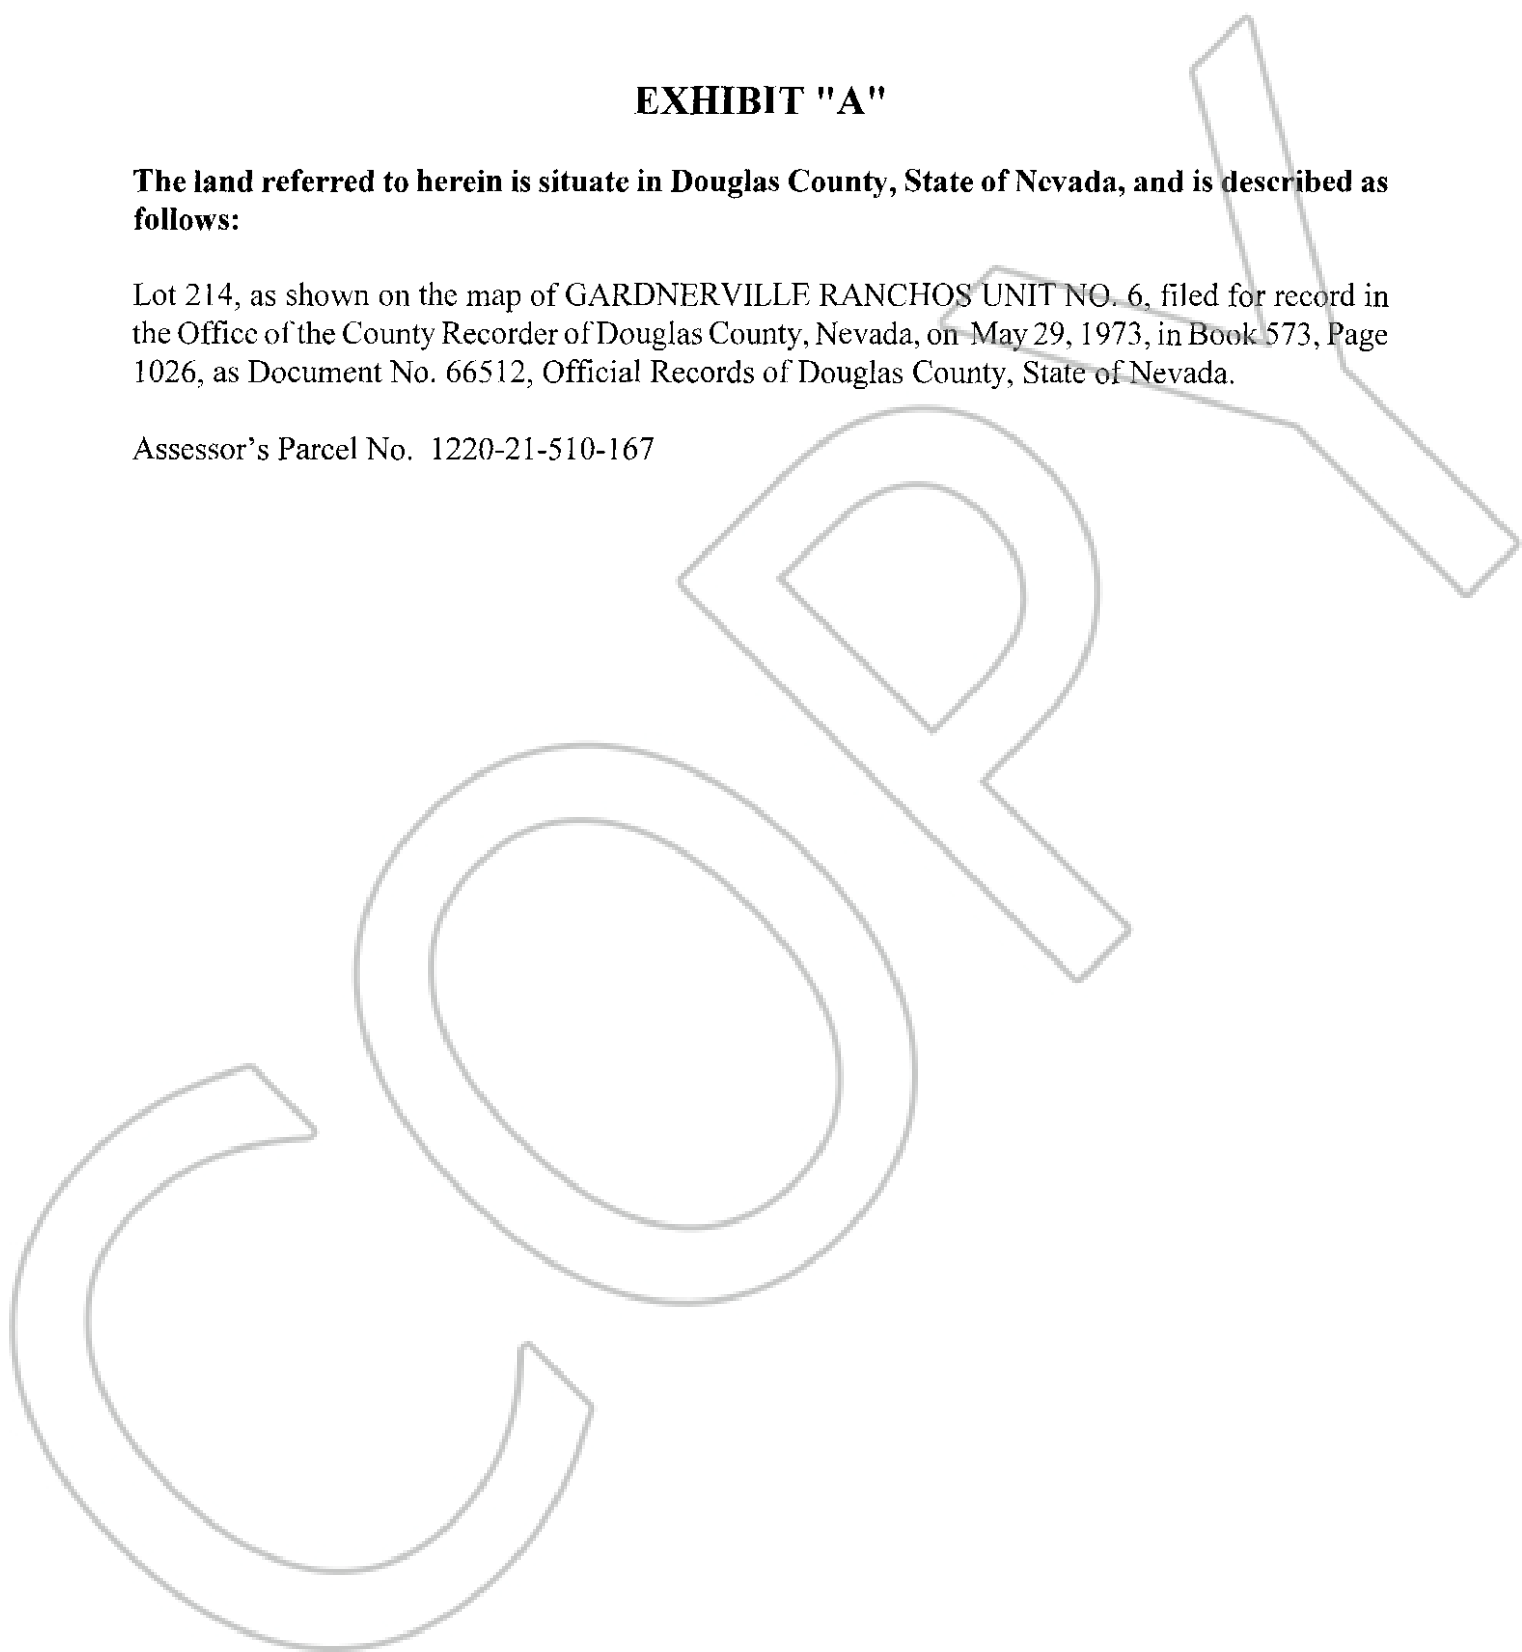 EXHIBIT "A"
The land referred to herein is situate in Douglas County, State of Nevada, and is described as
follows:
Lot 214, as shown on the map of GARDNERVILLE RANCHOS UNIT NO. 6, filed for record in
the Office of the County Recorder of Douglas County, Nevada, on May 29, 1973, in Book 573, Page
1026, as Document No. 66512, Official Records of Douglas County, State of Nevada.
Assessor's Parcel No. 1220-21-510-167
COPY